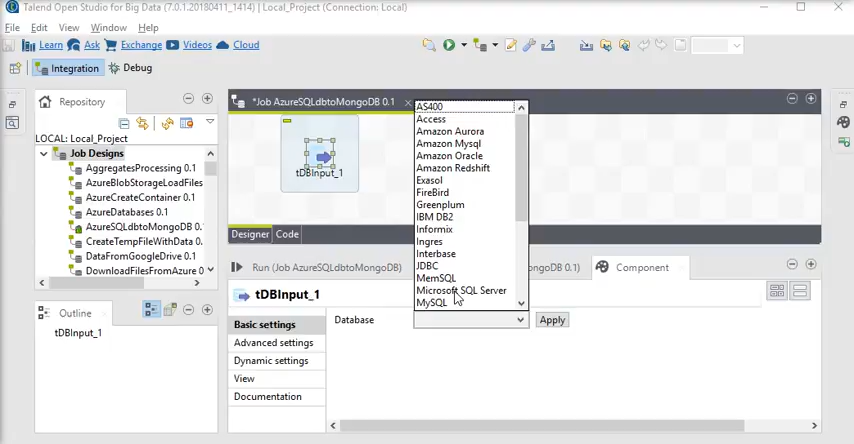 Talend Open Studio for Big Data (7.0.1.20180411_1414) | Local_Project (Connection: Local)
File Edit View Window Help
Learn Ask Exchange Videos Cloud
Integration Debug
Repository
LOCAL: Local_Project
Job Designs
AggregatesProcessing 0.1
AzureBlobStorageLoadFiles
AzureCreateContainer 0.1
AzureDatabases 0.1
AzureSQLdbtoMongoDB 0.
CreateTempFileWithData 0.
DataFromGoogleDrive 0.1
DownloadFilesFromAzure 0
Outline
tDBInput_1
*Job AzureSQLdbtoMongoDB 0.1
tDBInput_1
Designer Code
Run (Job AzureSQLdbtoMongoDB)
ngoDB 0.1)
Component
tDBInput_1
Basic settings
Advanced settings
Dynamic settings
View
Documentation
Database
Apply
AS400
Access
Amazon Aurora
Amazon Mysql
Amazon Oracle
Amazon Redshift
Exasol
FireBird
Greenplum
IBM DB2
Informix
Ingres
Interbase
JDBC
MemSQL
Microsoft SQL Server
MySQL